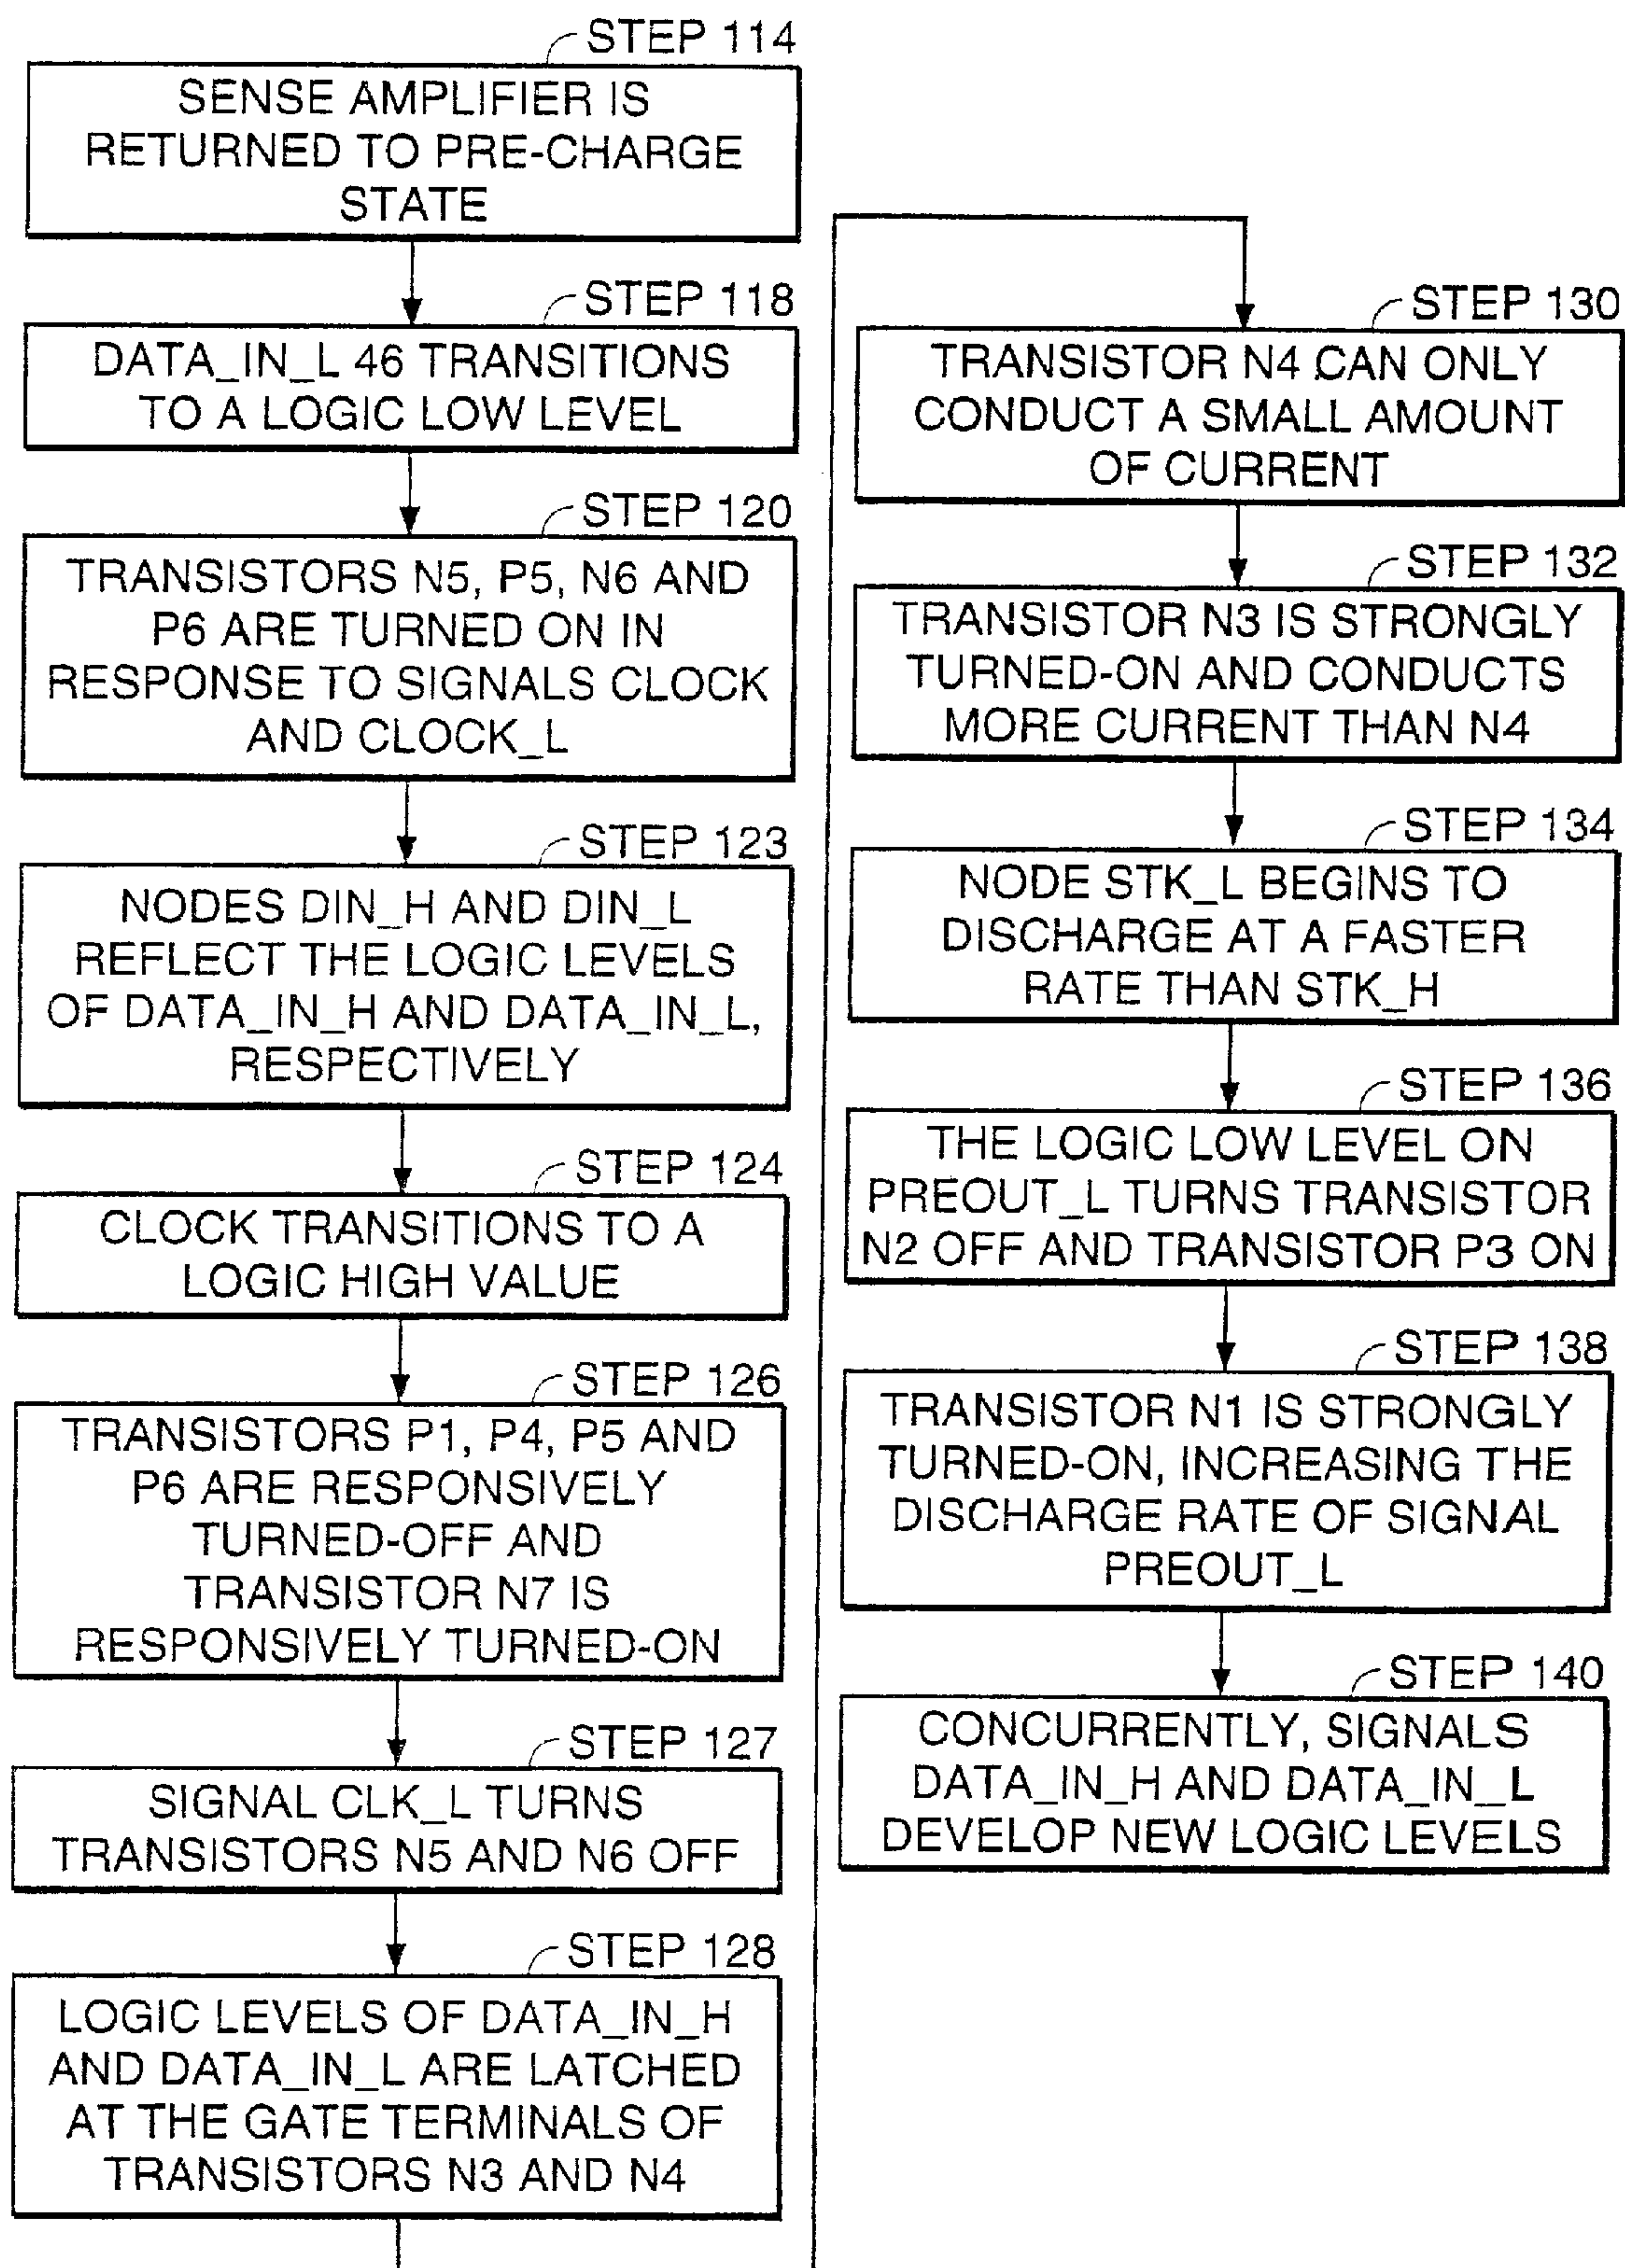 STEP 114
SENSE AMPLIFIER IS
RETURNED TO PRE-CHARGE
STATE
STEP 118
DATA_IN_L 46 TRANSITIONS
TO A LOGIC LOW LEVEL
STEP 120
TRANSISTORS N5, P5, N6 AND
P6 ARE TURNED ON IN
RESPONSE TO SIGNALS CLOCK
AND CLOCK_L
STEP 123
NODES DIN_H AND DIN_L
REFLECT THE LOGIC LEVELS
OF DATA_IN_H AND DATA_IN_L,
RESPECTIVELY
STEP 124
CLOCK TRANSITIONS TO A
LOGIC HIGH VALUE
STEP 126
TRANSISTORS P1, P4, P5 AND
P6 ARE RESPONSIVELY
TURNED-OFF AND
TRANSISTOR N7 IS
RESPONSIVELY TURNED-ON
STEP 127
SIGNAL CLK_L TURNS
TRANSISTORS N5 AND N6 OFF
STEP 128
LOGIC LEVELS OF DATA_IN_H
AND DATA_IN_L ARE LATCHED
AT THE GATE TERMINALS OF
TRANSISTORS N3 AND N4
STEP 130
TRANSISTOR N4 CAN ONLY
CONDUCT A SMALL AMOUNT
OF CURRENT
STEP 132
TRANSISTOR N3 IS STRONGLY
TURNED-ON AND CONDUCTS
MORE CURRENT THAN N4
STEP 134
NODE STK_L BEGINS TO
DISCHARGE AT A FASTER
RATE THAN STK_H
STEP 136
THE LOGIC LOW LEVEL ON
PREOUT_L TURNS TRANSISTOR
N2 OFF AND TRANSISTOR P3 ON
STEP 138
TRANSISTOR N1 IS STRONGLY
TURNED-ON, INCREASING THE
DISCHARGE RATE OF SIGNAL
PREOUT_L
STEP 140
CONCURRENTLY, SIGNALS
DATA_IN_H AND DATA_IN_L
DEVELOP NEW LOGIC LEVELS